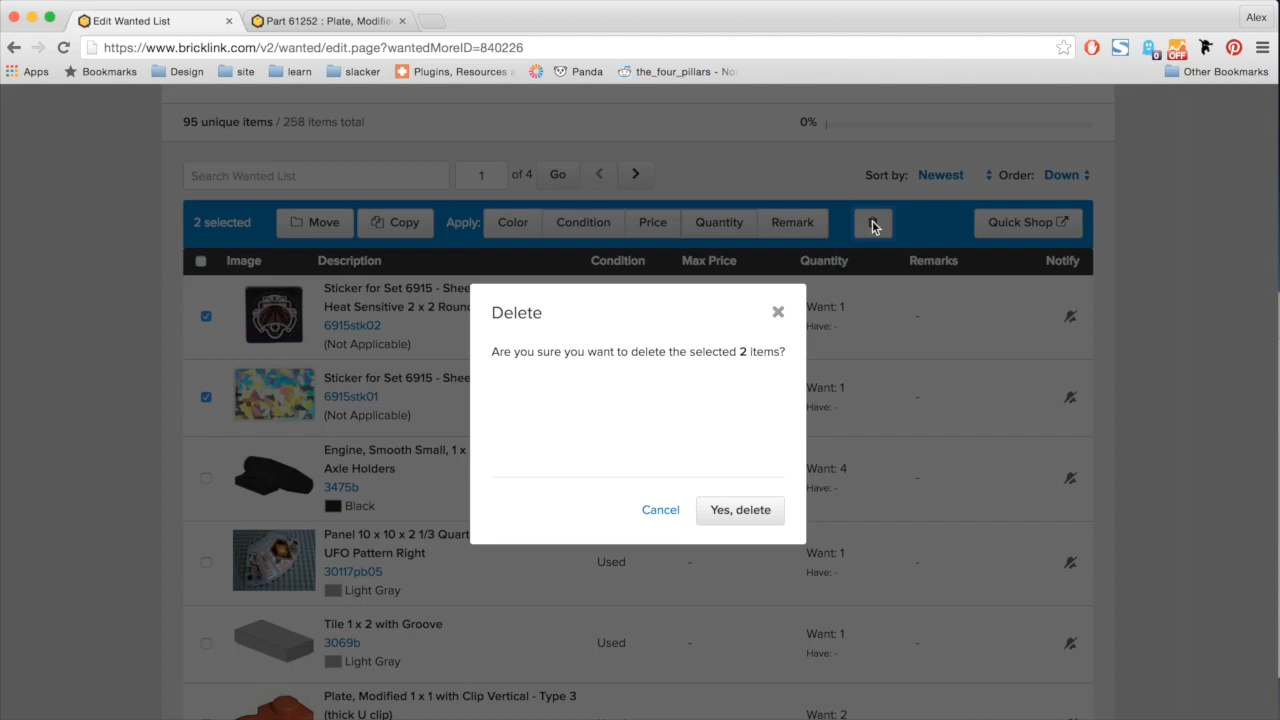 Edit Wanted List
Part 61252 : Plate, Modifie
Alex
https://www.bricklink.com/v2/wanted/edit.page?wantedMoreID=840226
0
OFF
Apps Bookmarks Design site learn slacker Plugins, Resources Panda the_four_pillars - No Other Bookmarks
95 unique items / 258 items total
0%
Search Wanted List 1 of 4 Go Sort by: Newest Order: Down
2 selected Move Copy Apply: Color Condition Price Quantity Remark Quick Shop
Image Description Condition Max Price Quantity Remarks Notify
Sticker for Set 6915 - Shee
Heat Sensitive 2 x 2 Roun
6915stk02
(Not Applicable)
Want: 1
Have: -
-
Sticker for Set 6915 - Shee
6915stk01
(Not Applicable)
Want: 1
Have: -
-
Engine, Smooth Small, 1 x
Axle Holders
3475b
Black
Want: 4
Have: -
-
Panel 10 x 10 x 2 1/3 Quart
UFO Pattern Right
30117pb05
Light Gray
Used
-
Want: 1
Have: -
-
Tile 1 x 2 with Groove
3069b
Light Gray
Used
-
Want: 1
Have: -
-
Plate, Modified 1 x 1 with Clip Vertical - Type 3
(thick U clip)
Want: 2
Delete
Are you sure you want to delete the selected 2 items?
Cancel Yes, delete